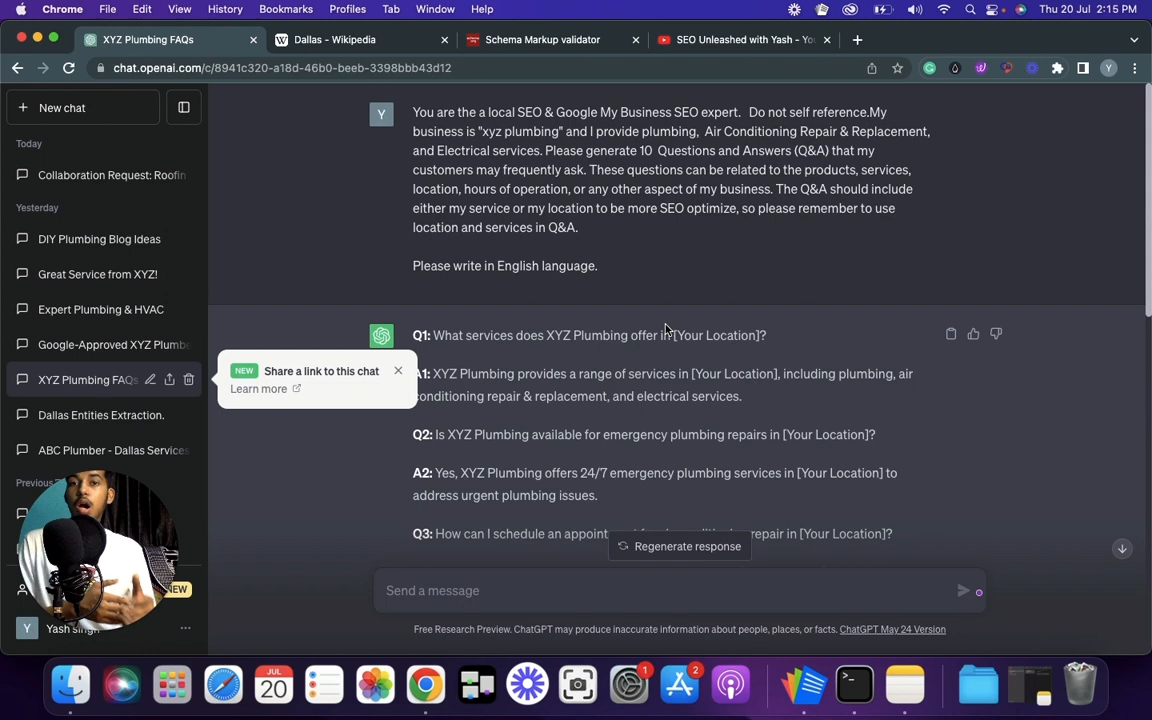 Chrome File Edit View History Bookmarks Profiles Tab Window Help Thu 20 Jul 2:15 PM
XYZ Plumbing FAQs Dallas - Wikipedia Schema Markup validator SEO Unleashed with Yash - Yo
chat.openai.com/c/8941c320-a18d-46b0-beeb-3398bbb43d12 Y
New chat
Today
Collaboration Request: Roofin
Yesterday
DIY Plumbing Blog Ideas
Great Service from XYZ!
Expert Plumbing & HVAC
Google-Approved XYZ Plumbe
XYZ Plumbing FAQs
Dallas Entities Extraction.
ABC Plumber - Dallas Services
Previous 7
NEW
Y Yash singh
Y
You are the a local SEO & Google My Business SEO expert. Do not self reference.My
business is "xyz plumbing" and I provide plumbing, Air Conditioning Repair & Replacement,
and Electrical services. Please generate 10 Questions and Answers (Q&A) that my
customers may frequently ask. These questions can be related to the products, services,
location, hours of operation, or any other aspect of my business. The Q&A should include
either my service or my location to be more SEO optimize, so please remember to use
location and services in Q&A.
Please write in English language.
Q1: What services does XYZ Plumbing offer in [Your Location]?
NEW Share a link to this chat
Learn more
A1: XYZ Plumbing provides a range of services in [Your Location], including plumbing, air
conditioning repair & replacement, and electrical services.
Q2: Is XYZ Plumbing available for emergency plumbing repairs in [Your Location]?
A2: Yes, XYZ Plumbing offers 24/7 emergency plumbing services in [Your Location] to
address urgent plumbing issues.
Q3: How can I schedule an appoint repair in [Your Location]?
Regenerate response
Send a message
Free Research Preview. ChatGPT may produce inaccurate information about people, places, or facts. ChatGPT May 24 Version
JUL
20
1
2